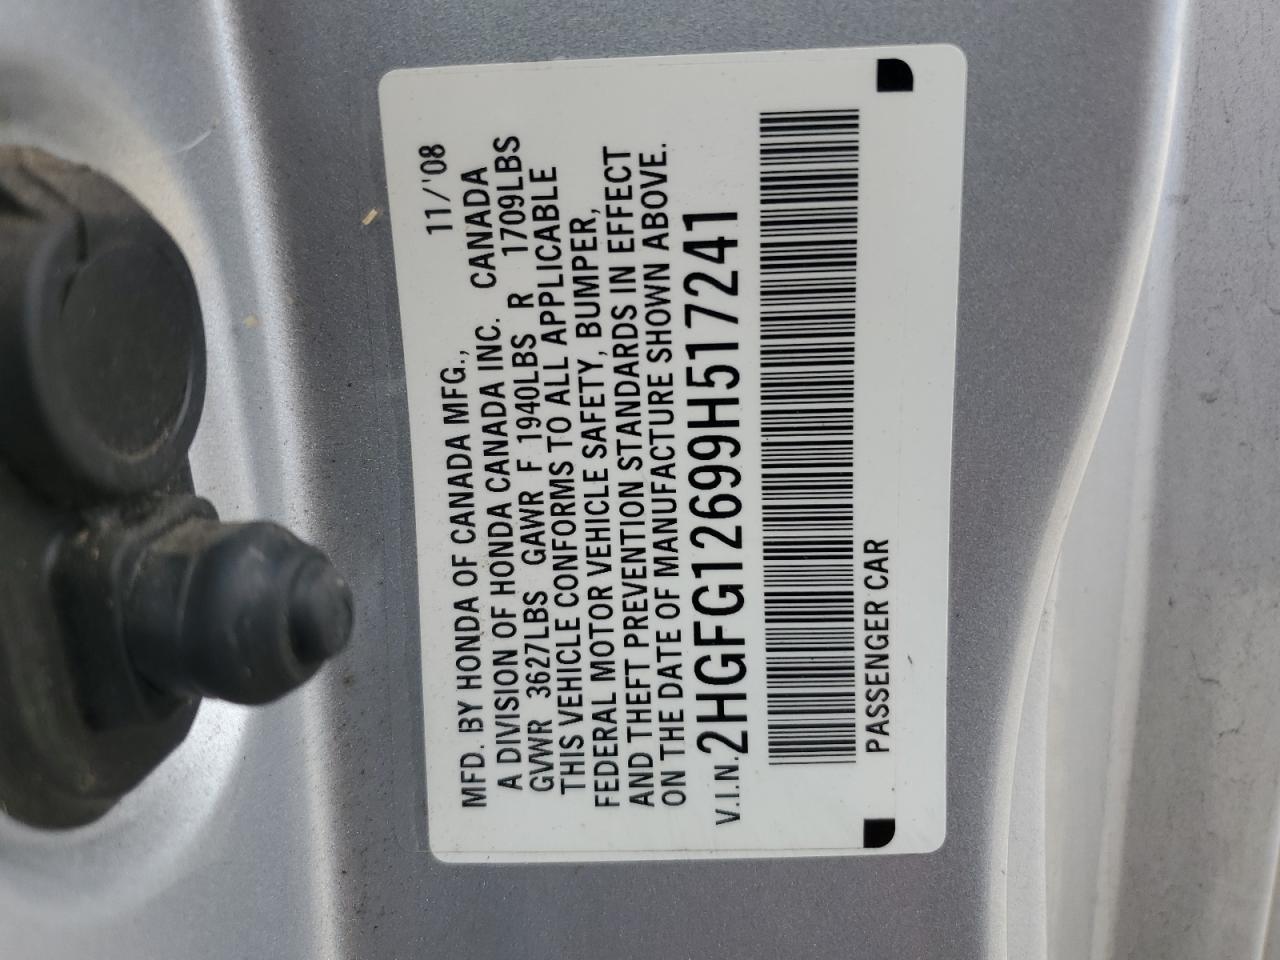 11/'08
MFD. BY HONDA OF CANADA MFG.,
A DIVISION OF HONDA CANADA INC. CANADA
GVWR 3627LBS GAWR F 1940LBS R 1709LBS
THIS VEHICLE CONFORMS TO ALL APPLICABLE
FEDERAL MOTOR VEHICLE SAFETY, BUMPER,
AND THEFT PREVENTION STANDARDS IN EFFECT
ON THE DATE OF MANUFACTURE SHOWN ABOVE.
V.I.N. 2HGFG12699H517241
PASSENGER CAR